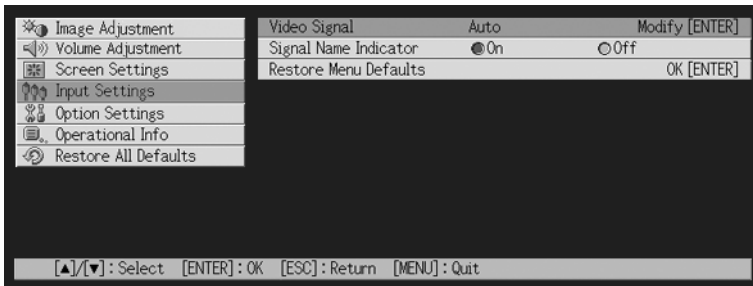 Image Adjustment
Volume Adjustment
Screen Settings
Input Settings
Option Settings
Operational Info
Restore All Defaults
Video Signal Auto Modify [ENTER]
Signal Name Indicator On Off
Restore Menu Defaults OK [ENTER]
[▲]/[▼]:Select [ENTER]:OK [ESC]:Return [MENU]:Quit